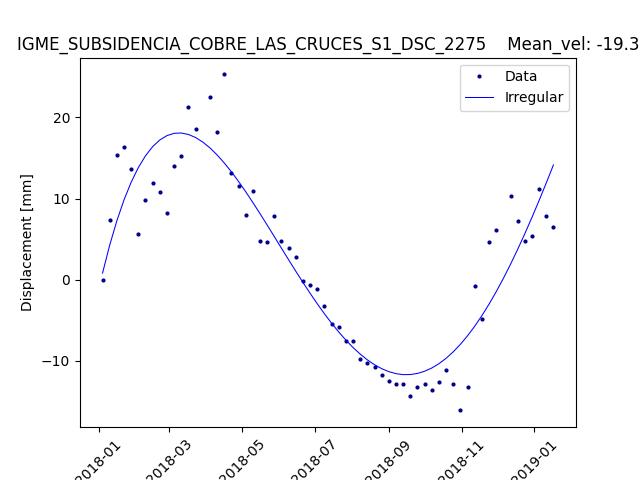 IGME_SUBSIDENCIA_COBRE_LAS_CRUCES_S1_DSC_2275    Mean_vel: -19.3
Data
Irregular
Displacement [mm]
20
10
0
−10
2018-01
2018-03
2018-05
2018-07
2018-09
2018-11
2019-01